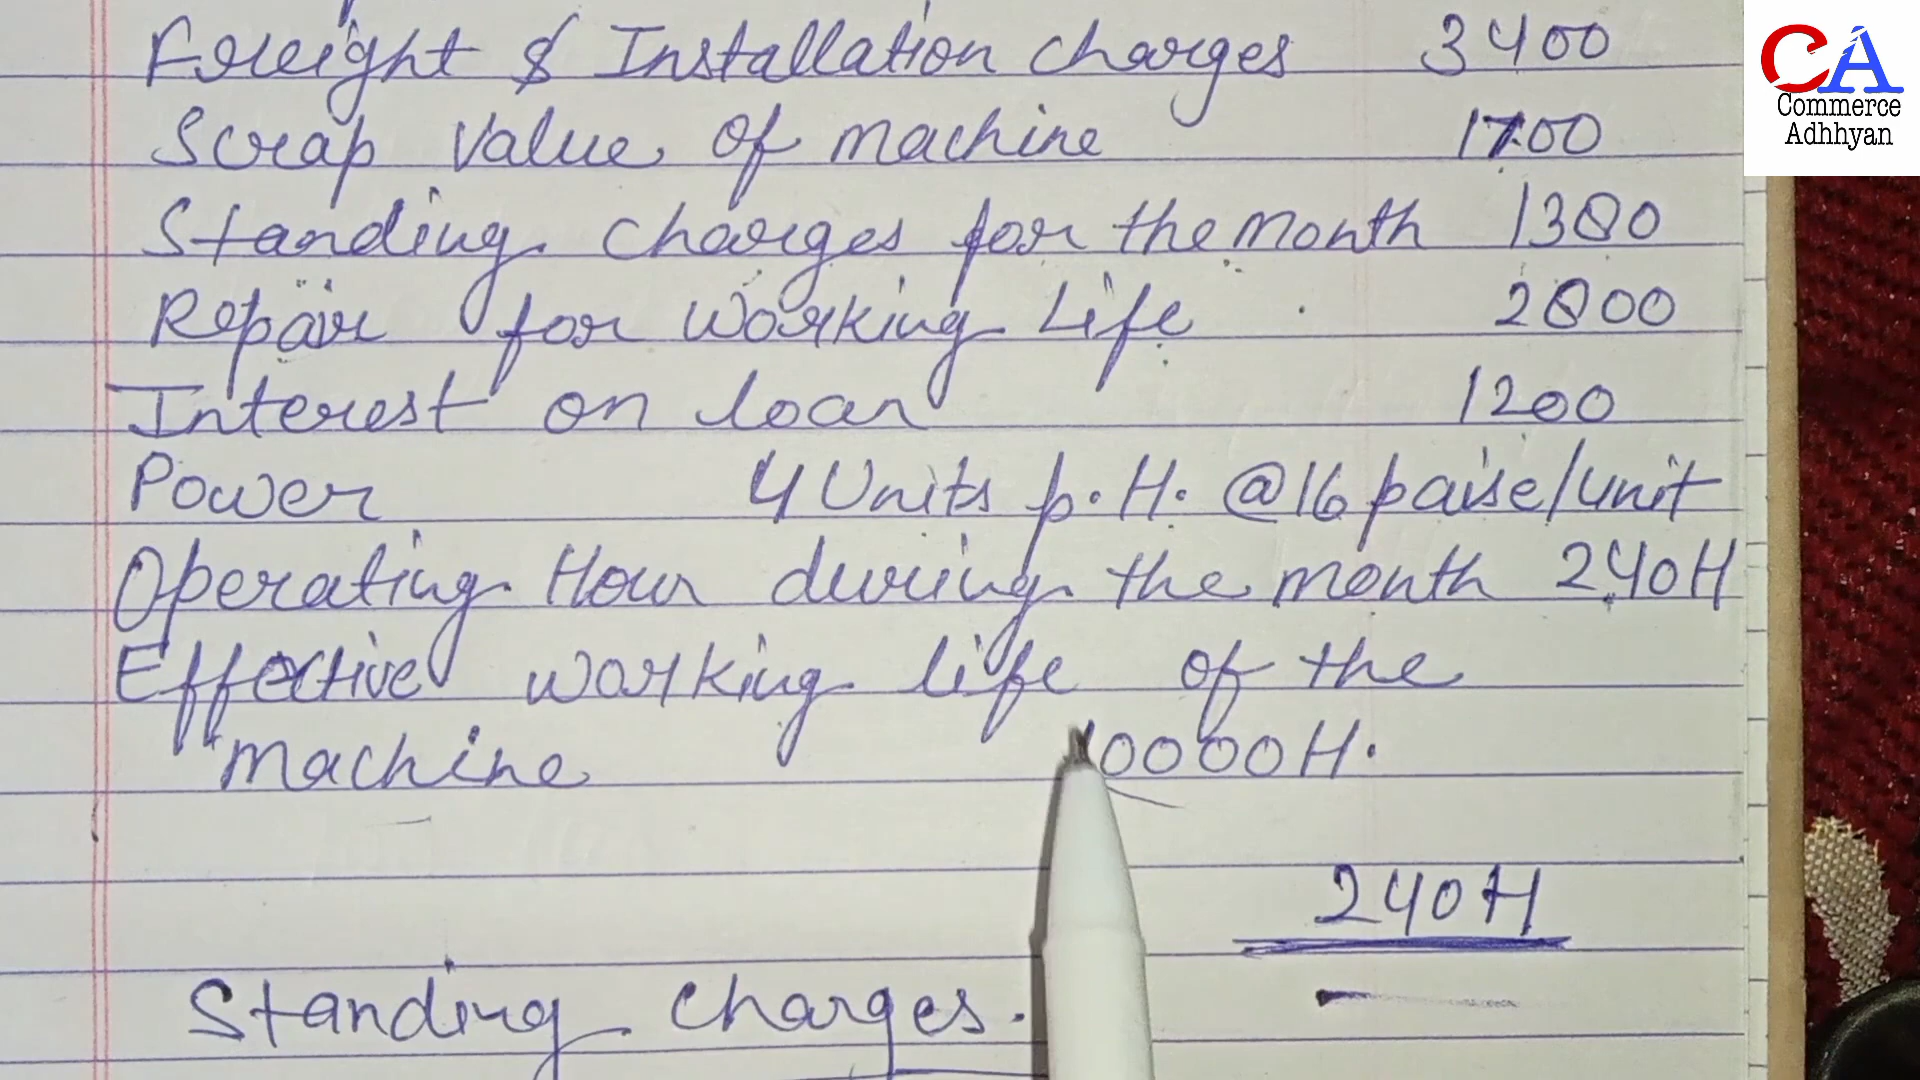 Freight & Installation charges 3400
Scrap Value of machine 1700
Standing charges for the month 1380
Repair for working Life 2800
Interest on loan 1200
Power 4 Units p.H. @16 paise/unit
Operating Hour during the month 240H
Effective working life of the
machine 10000H.
240H
Standing charges.
CA
Commerce
Adhhyan